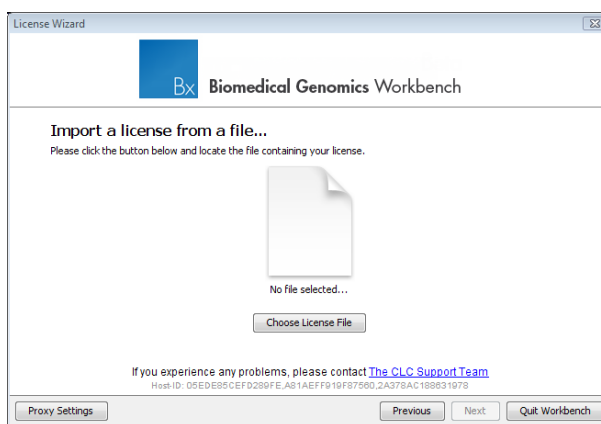 License Wizard
Bx Biomedical Genomics Workbench
Import a license from a file...
Please click the button below and locate the file containing your license.
No file selected...
Choose License File
If you experience any problems, please contact The CLC Support Team
Host-ID: D5EDE85CEFD289FE,A81AEFF919F87560,2A378AC188631978
Proxy Settings Previous Next Quit Workbench